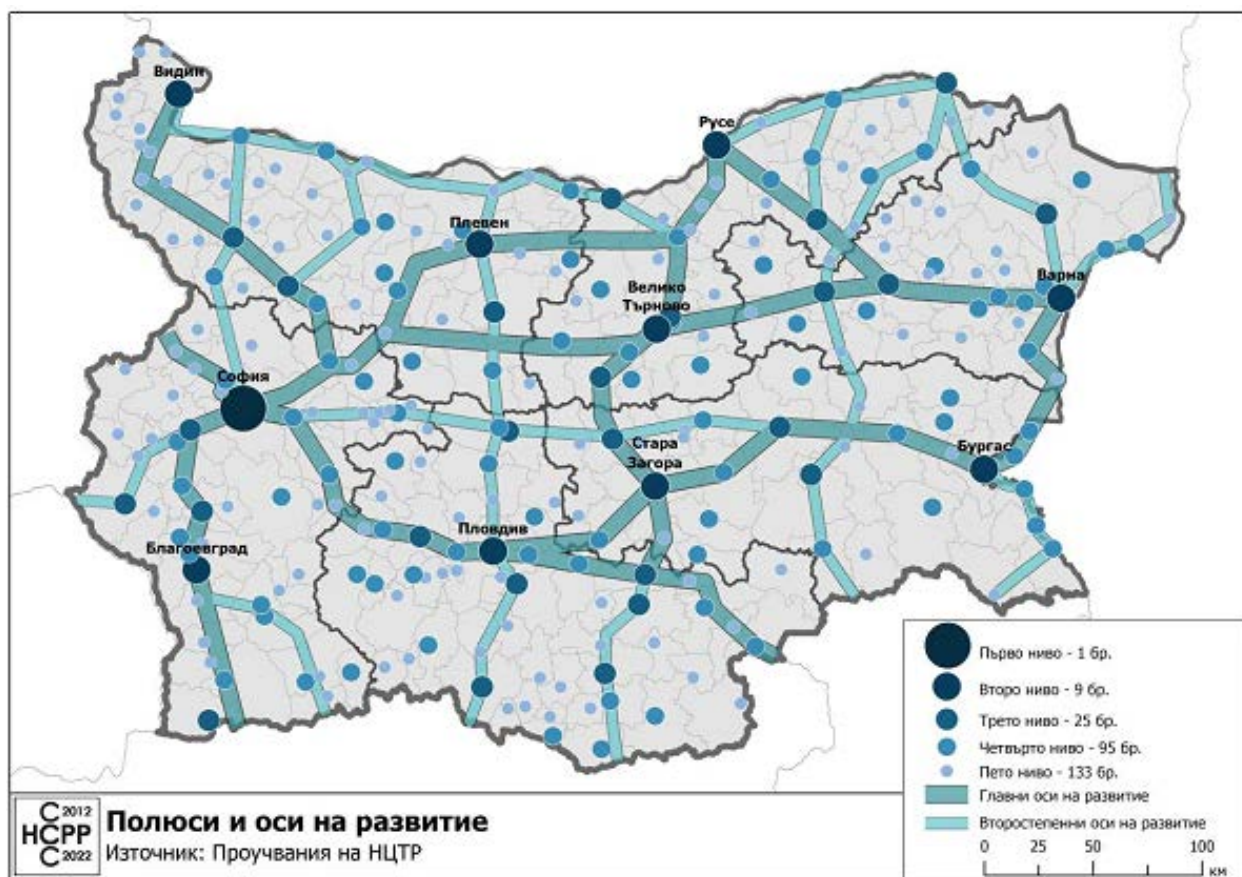 Видин
Русе
Плевен
Варна
Велико
Търново
София
Стара
Загора
Бургас
Пловдив
Благоевград
Първо ниво - 1 бр.
Второ ниво - 9 бр.
Трето ниво - 25 бр.
Четвърто ниво - 95 бр.
Пето ниво - 133 бр.
Главни оси на развитие
Второстепенни оси на развитие
0 25 50 100
км
C 2012
НСРР
C 2022
Полюси и оси на развитие
Източник: Проучвания на НЦТР